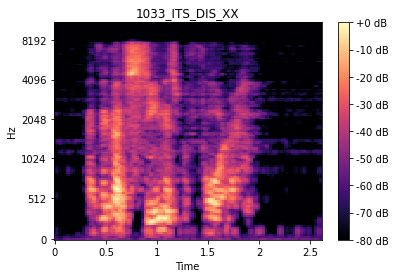 1033_ITS_DIS_XX
+0 dB
8192
-10 dB
4096
-20 dB
-30 dB
2048
Hz
-40 dB
1024
-50 dB
512
-60 dB
-70 dB
0
-80 dB
0 0.5 1 1.5 2 2.5
Time